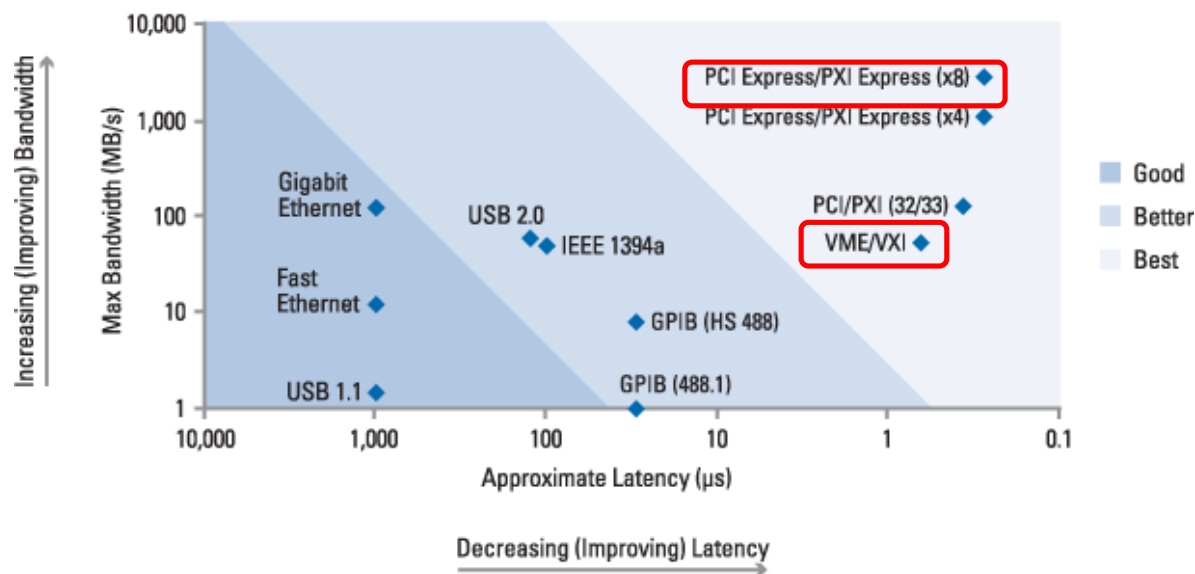 Increasing (Improving) Bandwidth
Max Bandwidth (MB/s)
10,000
1,000
100
10
1
PCI Express/PXI Express (x8)
PCI Express/PXI Express (x4)
Gigabit
Ethernet
USB 2.0
IEEE 1394a
PCI/PXI (32/33)
VME/VXI
Fast
Ethernet
GPIB (HS 488)
USB 1.1
GPIB (488.1)
Good
Better
Best
10,000
1,000
100
10
1
0.1
Approximate Latency (µs)
Decreasing (Improving) Latency